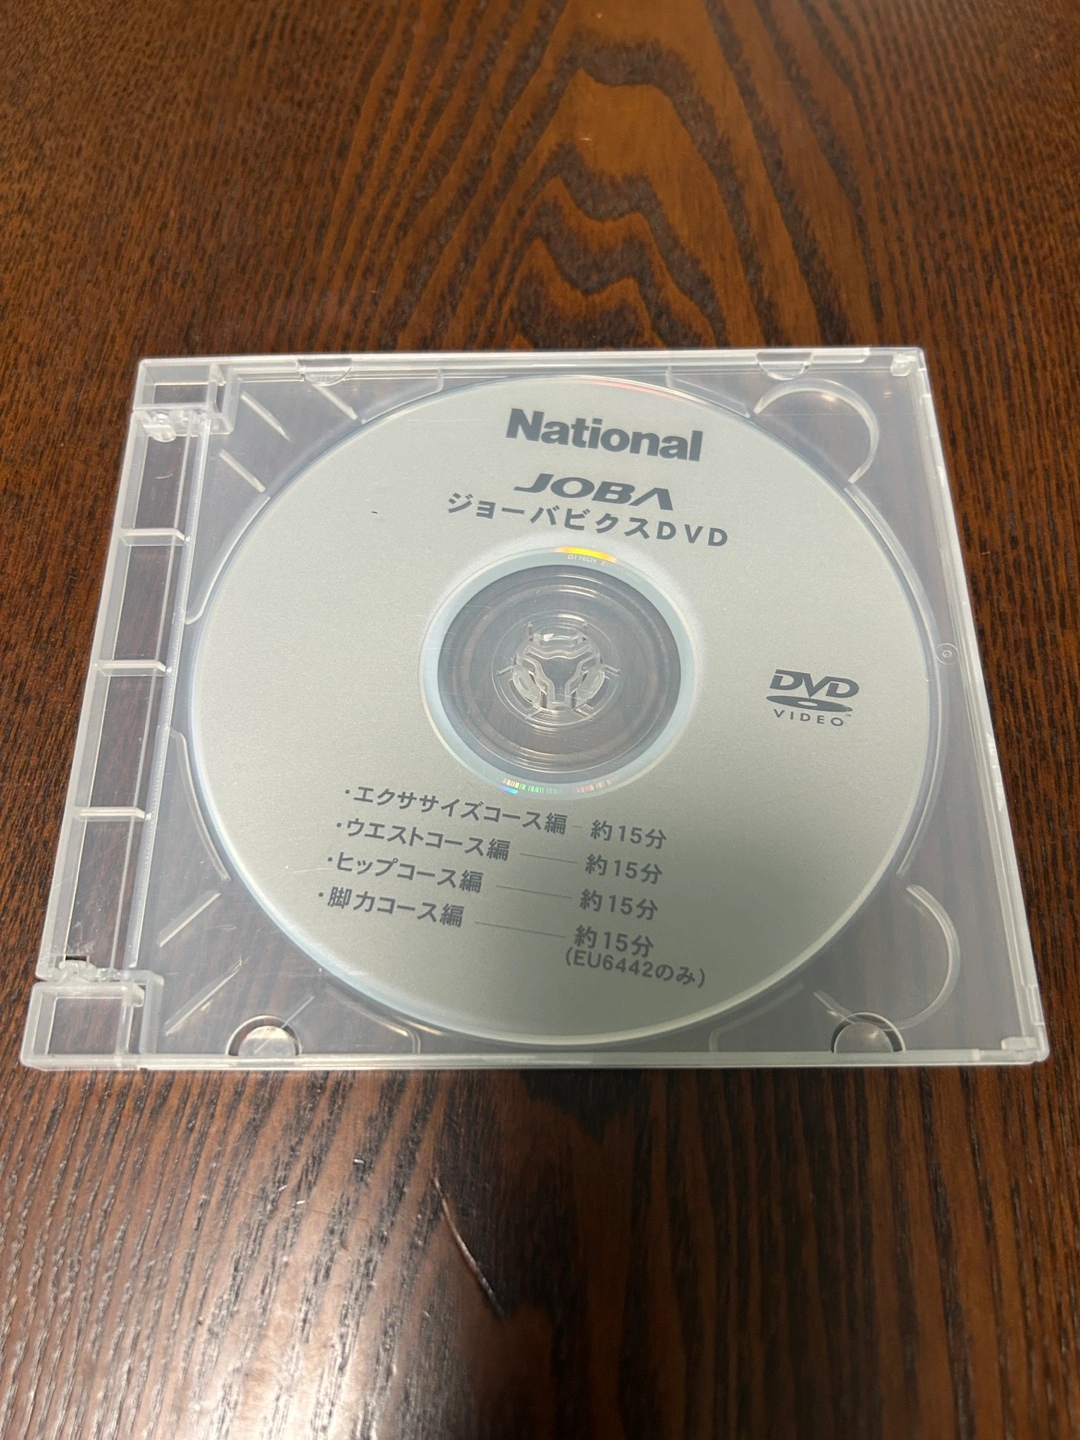 National
JOBA
ジョーバビクスDVD
DVD
VIDEO™
・エクササイズコース編 約15分
・ウエストコース編 約15分
・ヒップコース編 約15分
・脚力コース編 約15分
(EU6442のみ)